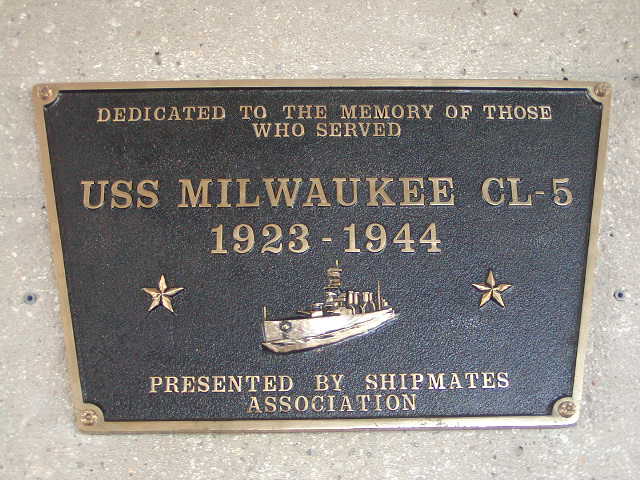 DEDICATED TO THE MEMORY OF THOSE
WHO SERVED
USS MILWAUKEE CL-5
1923 - 1944
PRESENTED BY SHIPMATES
ASSOCIATION